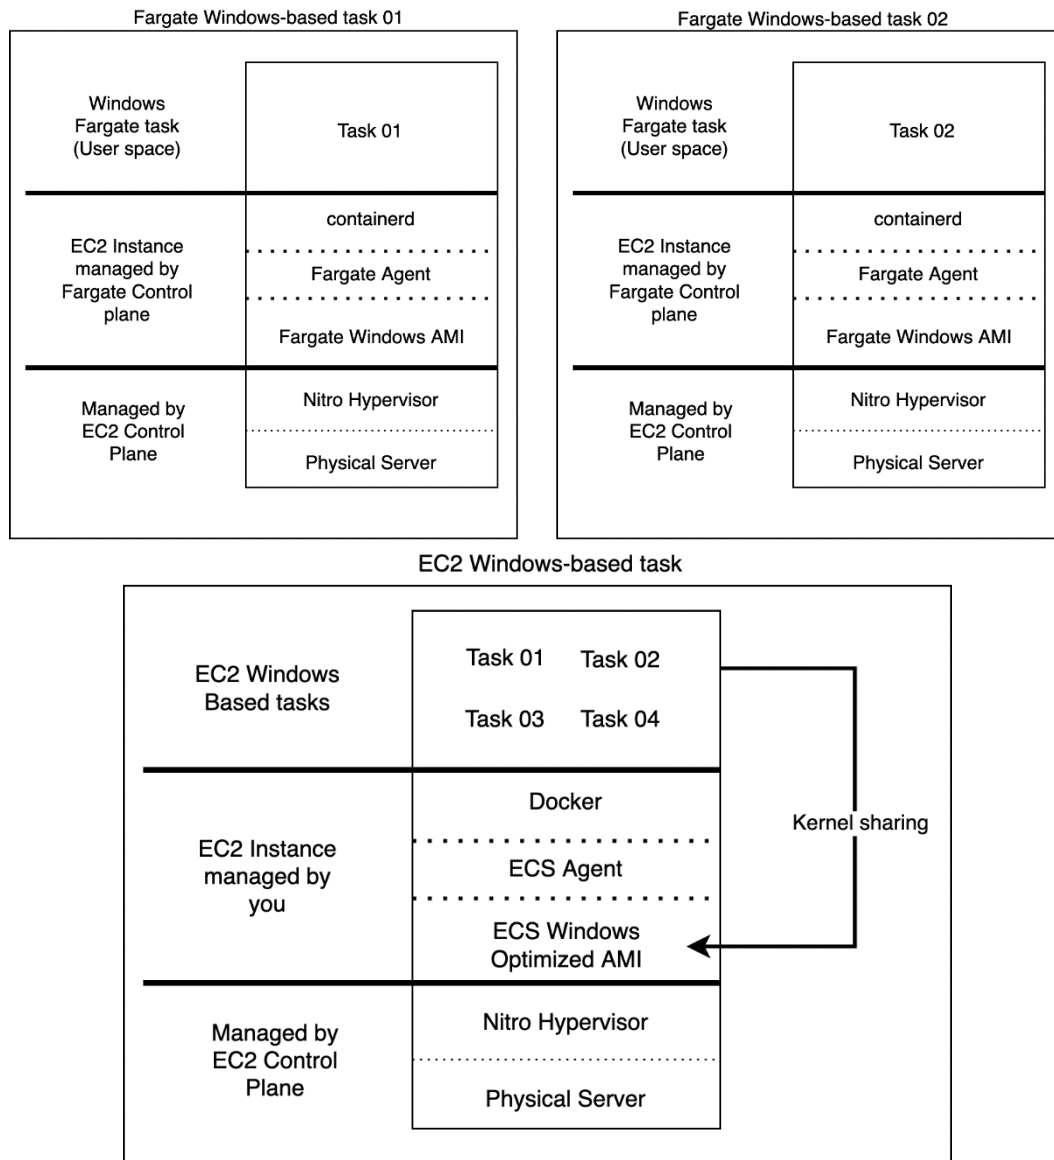 Fargate Windows-based task 01
Windows
Fargate task
(User space)
Task 01
EC2 Instance
managed by
Fargate Control
plane
containerd
Fargate Agent
Fargate Windows AMI
Managed by
EC2 Control
Plane
Nitro Hypervisor
Physical Server
Fargate Windows-based task 02
Windows
Fargate task
(User space)
Task 02
EC2 Instance
managed by
Fargate Control
plane
containerd
Fargate Agent
Fargate Windows AMI
Managed by
EC2 Control
Plane
Nitro Hypervisor
Physical Server
EC2 Windows-based task
EC2 Windows
Based tasks
Task 01 Task 02
Task 03 Task 04
Kernel sharing
EC2 Instance
managed by
you
Docker
ECS Agent
ECS Windows
Optimized AMI
Managed by
EC2 Control
Plane
Nitro Hypervisor
Physical Server